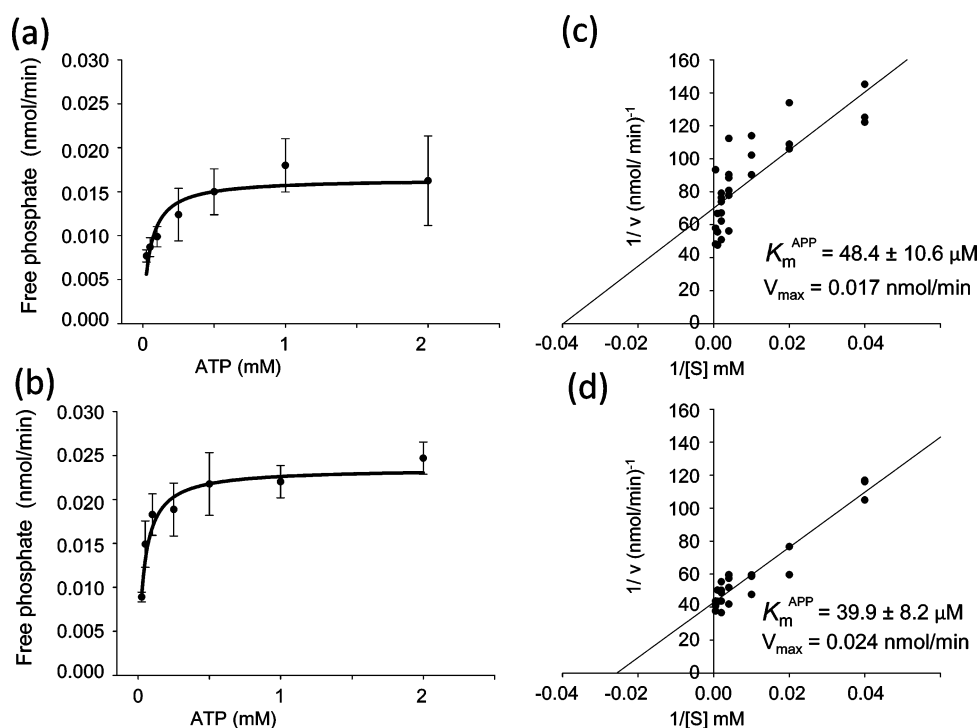 (a)
Free phosphate (nmol/min)
0.030
0.025
0.020
0.015
0.010
0.005
0.000
0 1 2
ATP (mM)
(c)
1/ v (nmol/ min)-1
160
140
120
100
80
60
40
20
0
-0.04 -0.02 0.00 0.02 0.04
1/[S] mM
KmAPP = 48.4 ± 10.6 µM
Vmax = 0.017 nmol/min
(b)
Free phosphate (nmol/min)
0.030
0.025
0.020
0.015
0.010
0.005
0.000
0 1 2
ATP (mM)
(d)
1/ v (nmol/min)-1
160
140
120
100
80
60
40
20
0
-0.04 -0.02 0.00 0.02 0.04
1/[S] mM
KmAPP = 39.9 ± 8.2 µM
Vmax = 0.024 nmol/min